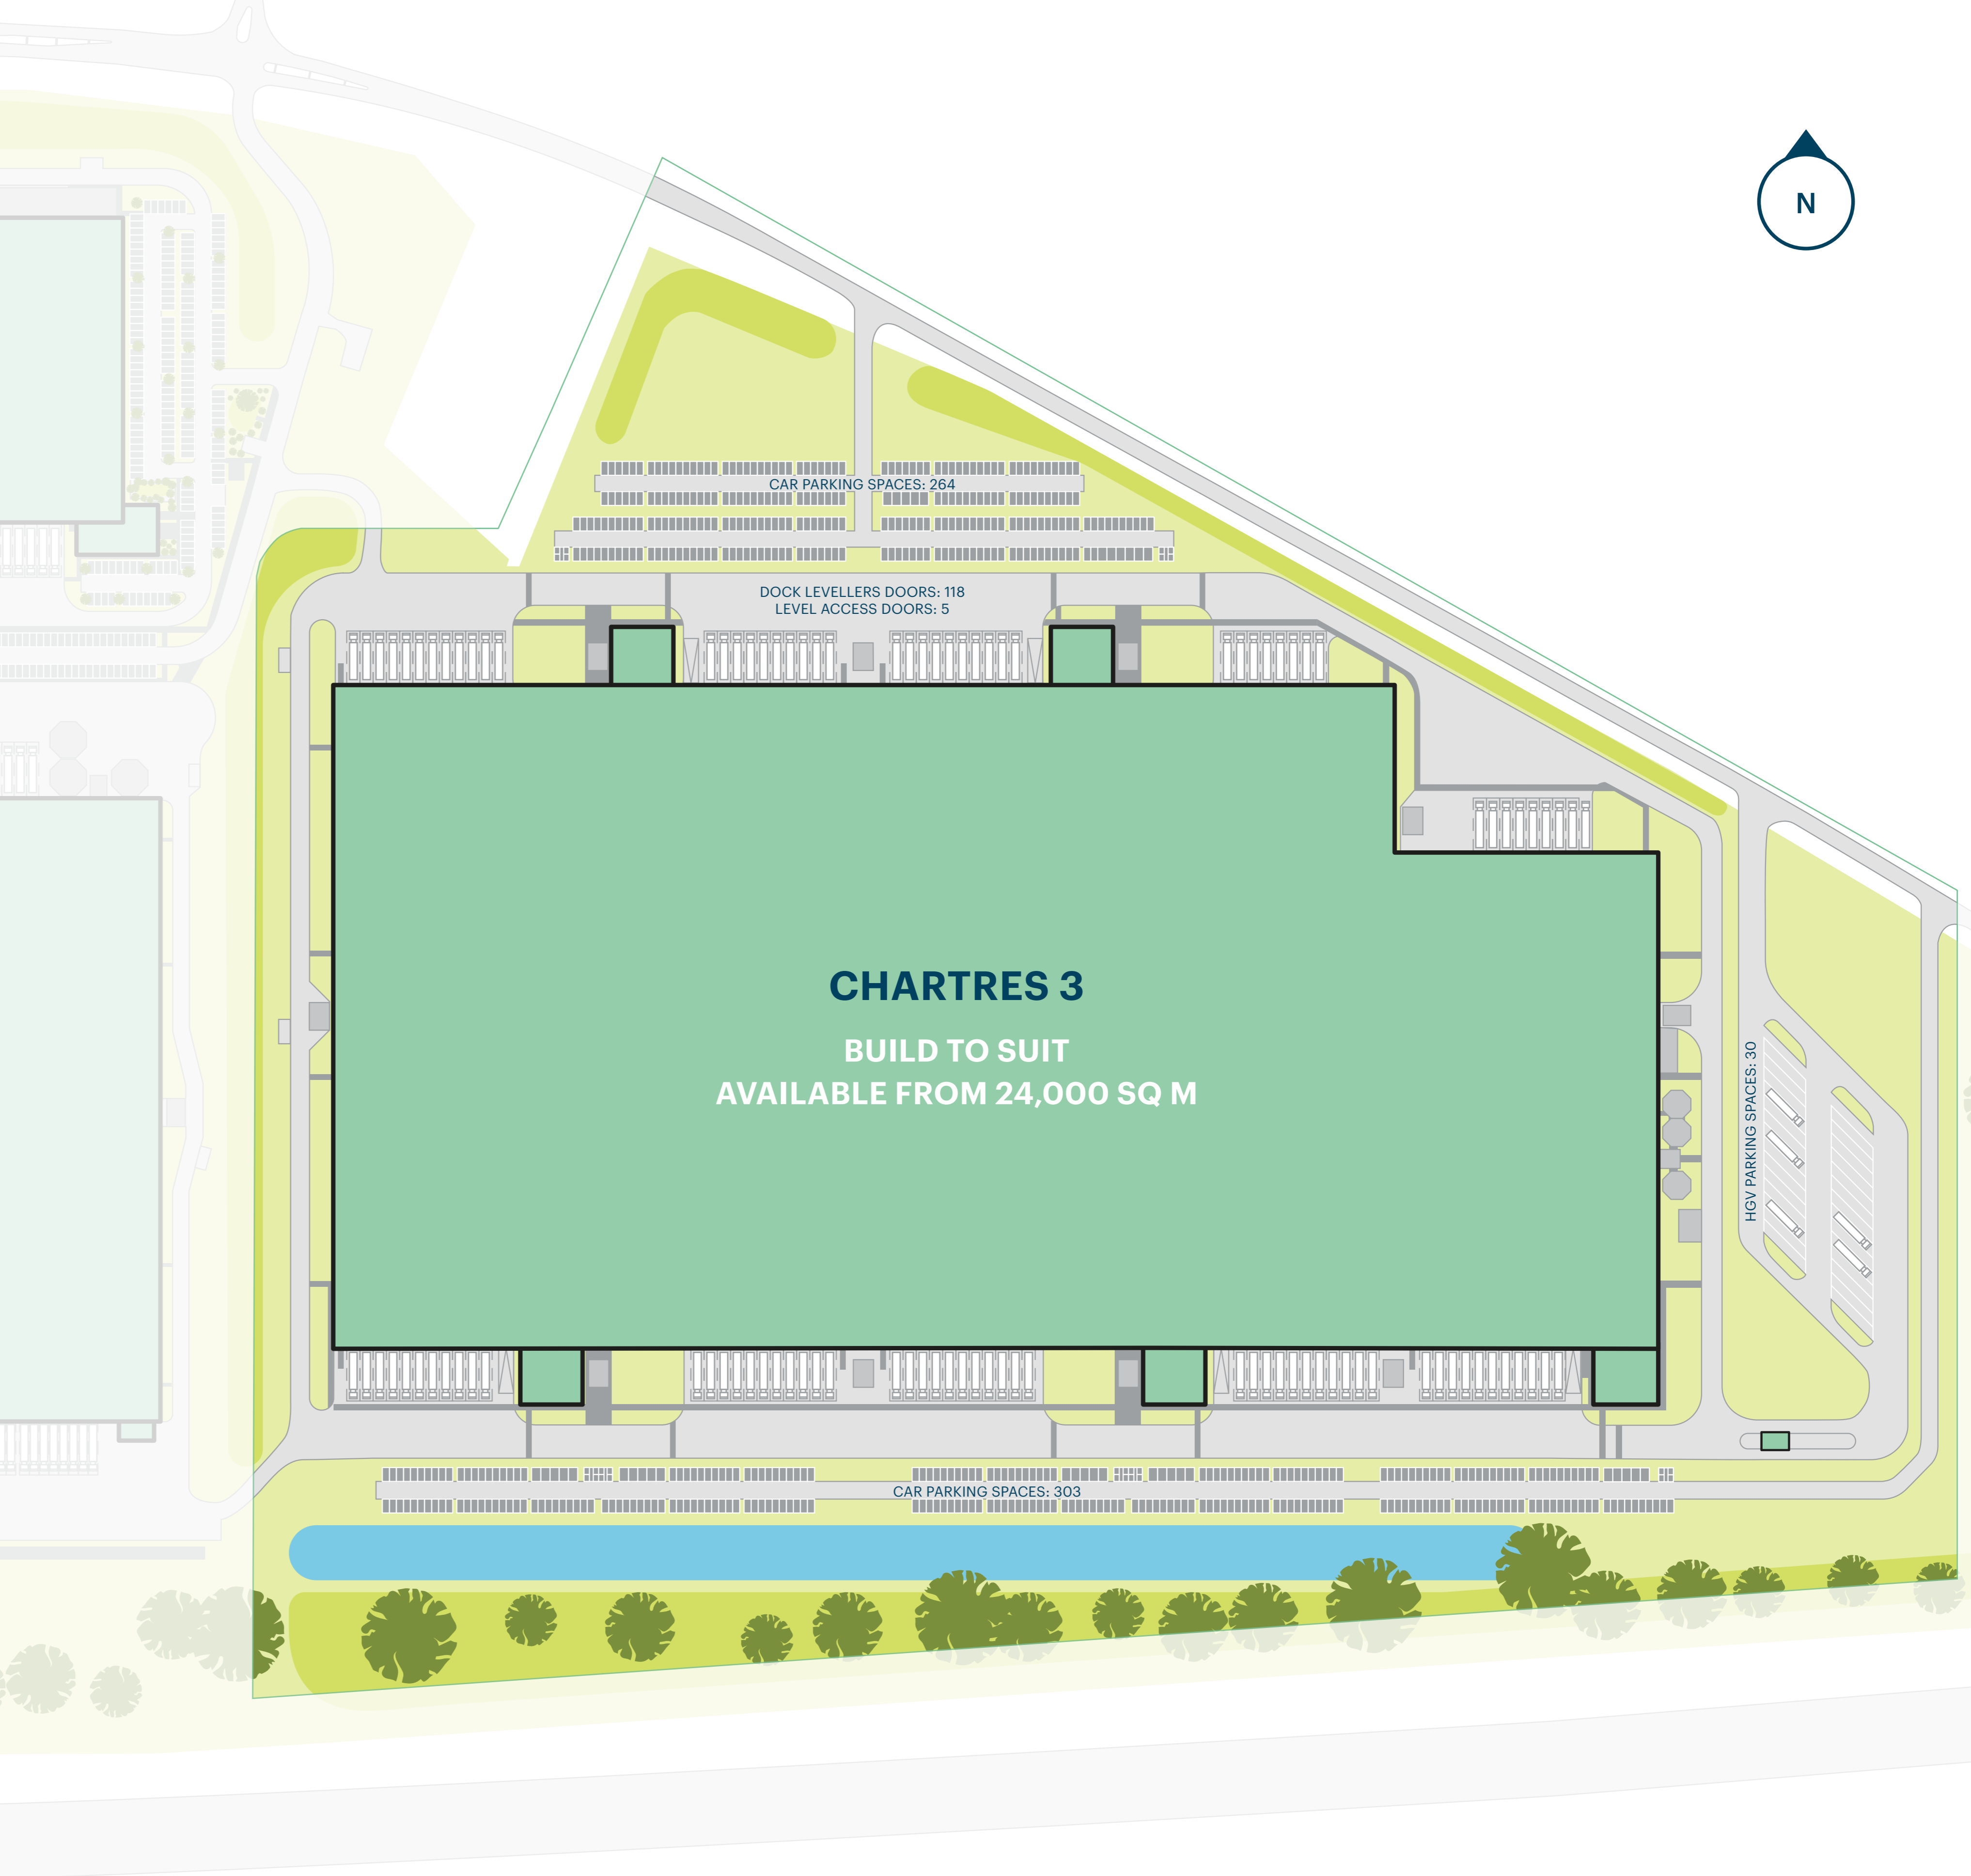 N
CAR PARKING SPACES: 264
DOCK LEVELLERS DOORS: 118
LEVEL ACCESS DOORS: 5
CHARTRES 3
BUILD TO SUIT
AVAILABLE FROM 24,000 SQ M
HGV PARKING SPACES: 30
CAR PARKING SPACES: 303